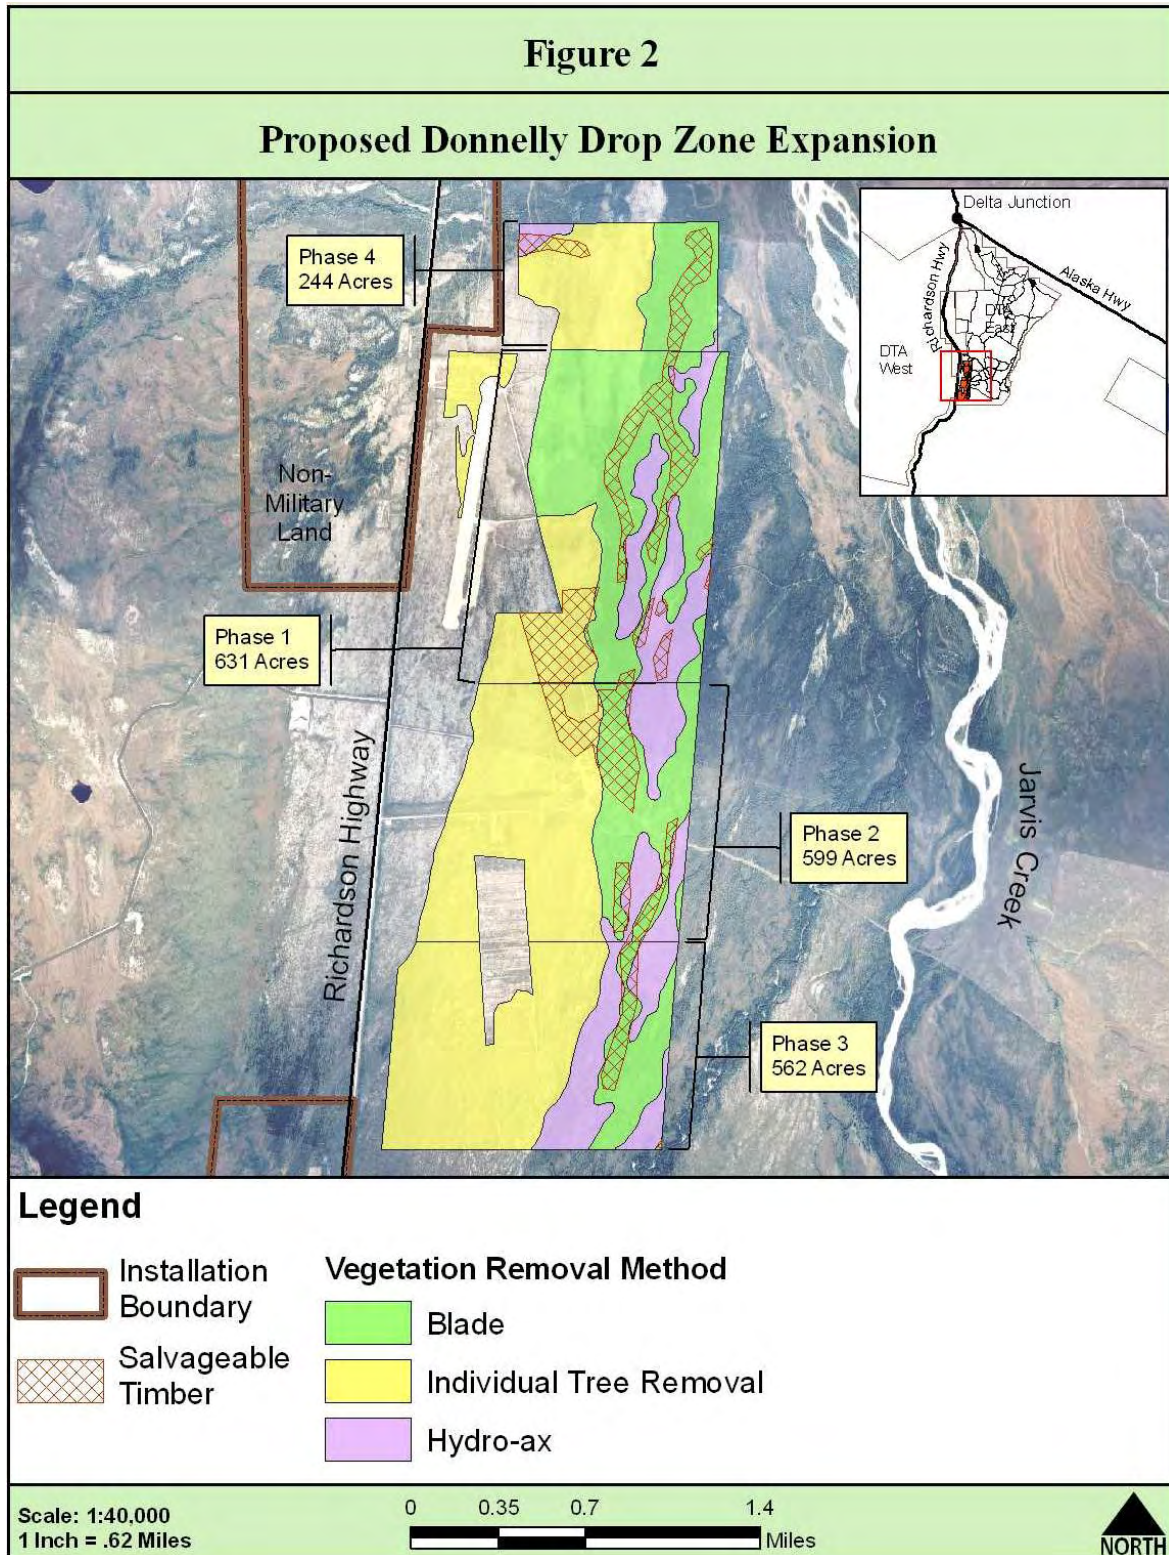 Figure 2
Proposed Donnelly Drop Zone Expansion
Delta Junction
Richardson Hwy
Alaska Hwy
DTA
East
DTA
West
Phase 4
244 Acres
Non-
Military
Land
Phase 1
631 Acres
Richardson Highway
Jarvis Creek
Phase 2
599 Acres
Phase 3
562 Acres
Legend
Installation
Boundary
Salvageable
Timber
Vegetation Removal Method
Blade
Individual Tree Removal
Hydro-ax
Scale: 1:40,000
1 Inch = .62 Miles
0 0.35 0.7 1.4
Miles
NORTH